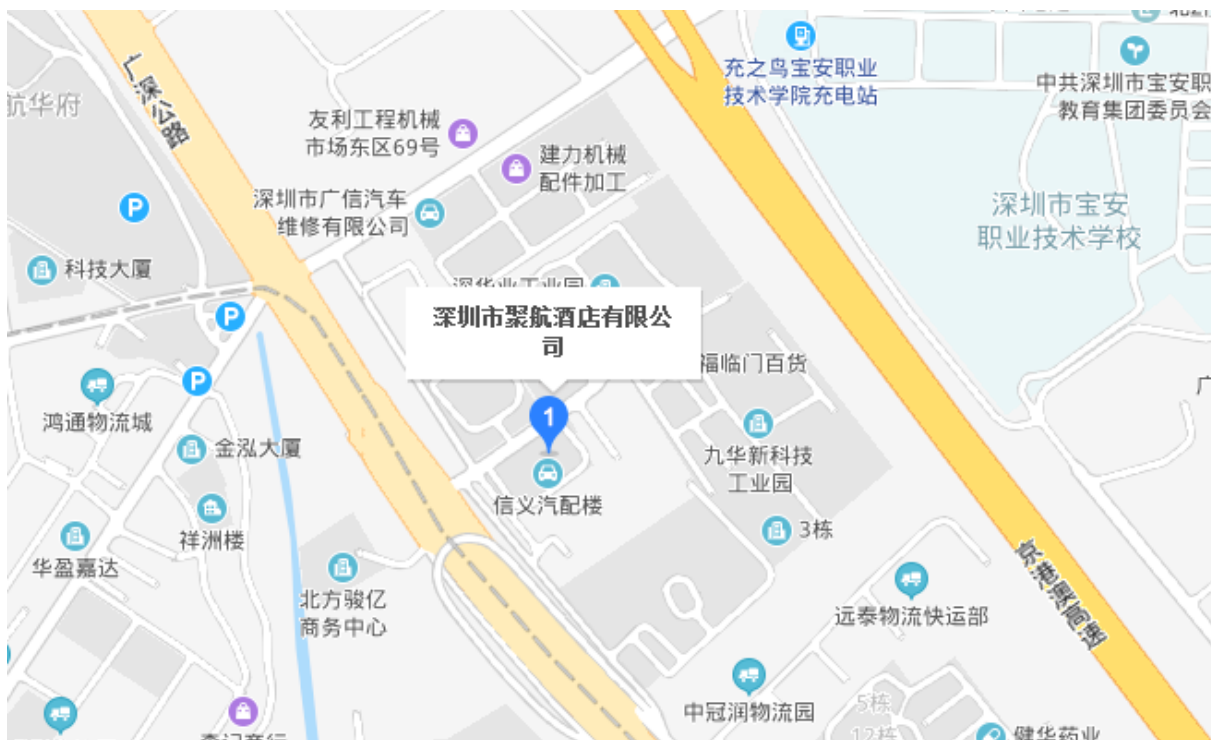 广深公路
航华府
友利工程机械
市场东区69号
建力机械
配件加工
充之鸟宝安职业
技术学院充电站
中共深圳市宝安职
教育集团委员会
深圳市广信汽车
维修有限公司
深圳市宝安
职业技术学校
P
科技大厦
P
深圳市聚航酒店有限公
司
福临门百货
P
鸿通物流城
金泓大厦
1
九华新科技
工业园
信义汽配楼
祥洲楼
3栋
华盈嘉达
北方骏亿
商务中心
京港澳高速
远泰物流快运部
中冠润物流园
5栋
12栋
健华药业